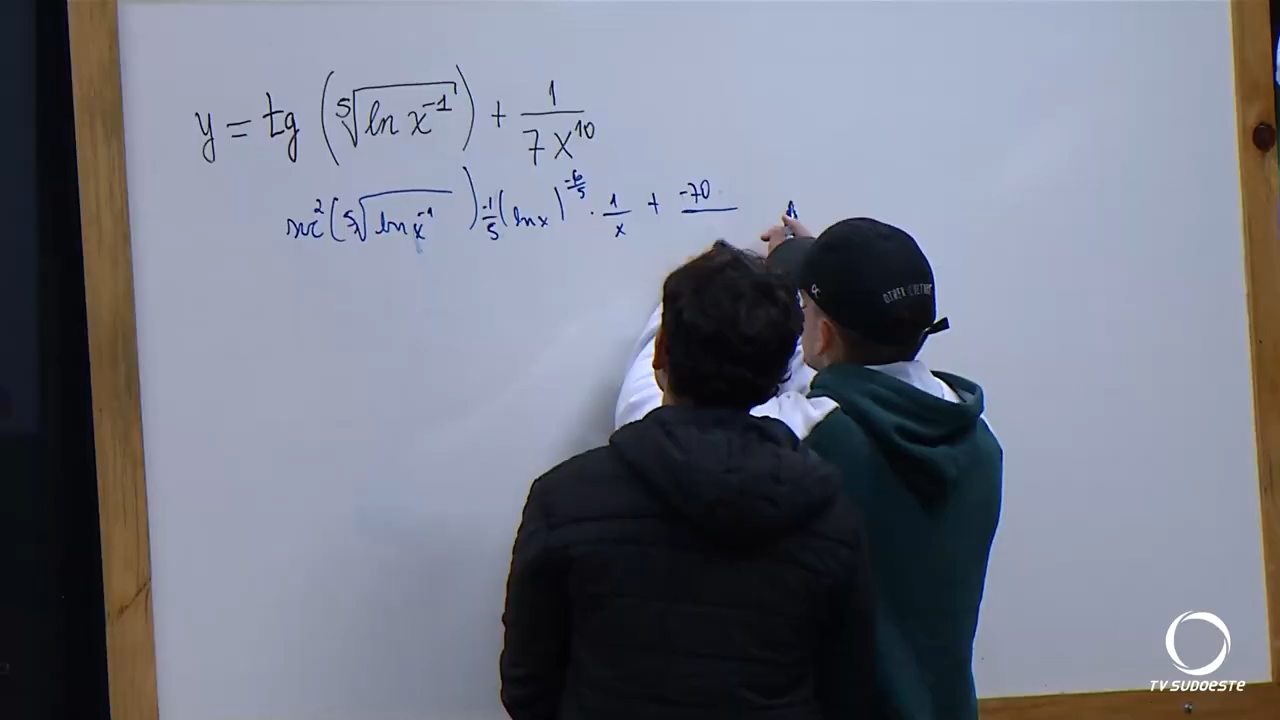 y = tg (⁵√(ln x⁻¹)) + 1/(7x¹⁰)
sec² (⁵√(ln x⁻¹)) -1/5 (ln x)^(-6/5) · 1/x + -70
TV SUDOESTE